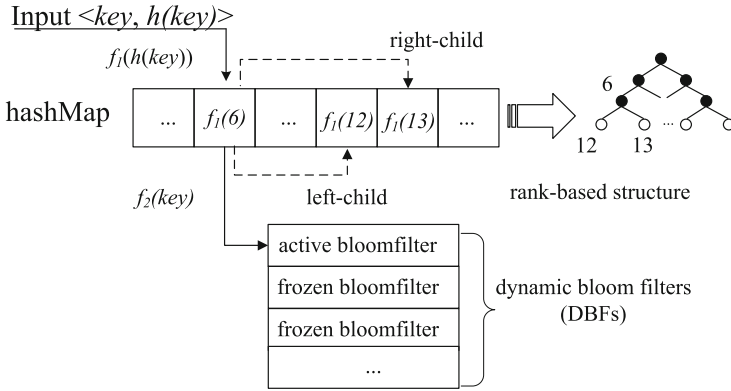 Input <key, h(key)>
f1(h(key))
right-child
hashMap
... f1(6) ... f1(12) f1(13) ...
6
12 13 ...
f2(key)
left-child
rank-based structure
active bloomfilter
frozen bloomfilter
frozen bloomfilter
...
dynamic bloom filters
(DBFs)